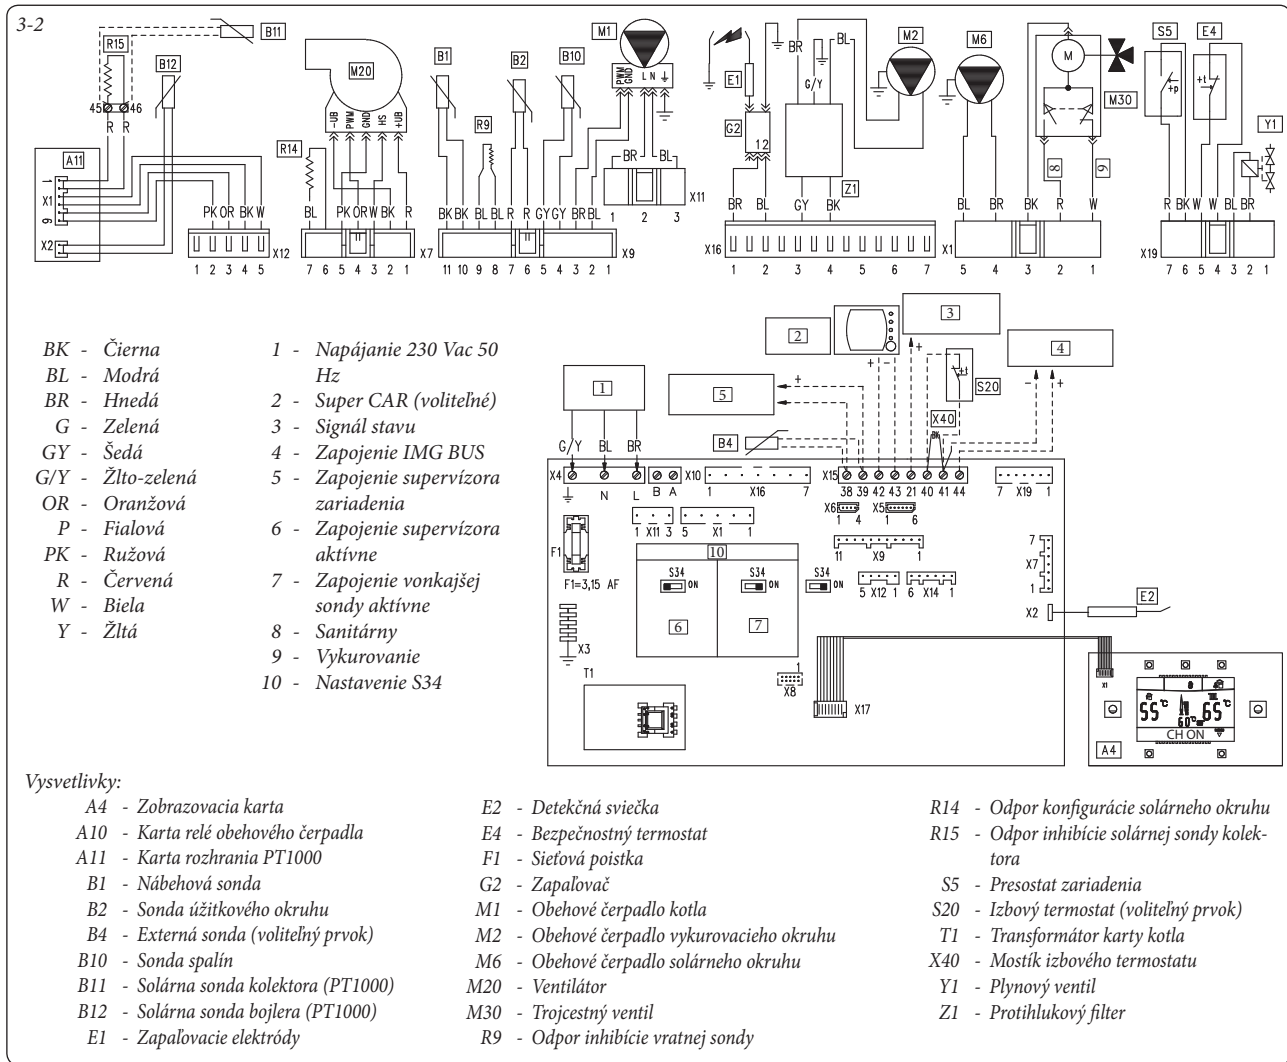 3-2
R15
B11
B12
45
46
R R
A11
1
X1
9
X2
PK OR BK W
X12
1 2 3 4 5
M20
-UB PWM GND HS +UB
R14
BL PK OR W BK R
X7
7 6 5 4 3 2 1
B1
B2
B10
R9
M1
PWM GND L N
BR BL
X11
1 2 3
BK BK BL BL R R GY GY BR BL
X9
11 10 9 8 7 6 5 4 3 2 1
E1
G2
1 2
BR
G/Y
BL
M2
Z1
BR BL GY BK
X16
1 2 3 4 5 6 7
M6
M
M30
8
9
BL BR BK R W
X1
5 4 3 2 1
S5
E4
+p
+t
Y1
R BK W W BL BR
X19
7 6 5 4 3 2 1
BK - Čierna
BL - Modrá
BR - Hnedá
G - Zelená
GY - Šedá
G/Y - Žlto-zelená
OR - Oranžová
P - Fialová
PK - Ružová
R - Červená
W - Biela
Y - Žltá
1 - Napájanie 230 Vac 50
Hz
2 - Super CAR (voliteľné)
3 - Signál stavu
4 - Zapojenie IMG BUS
5 - Zapojenie supervízora
zariadenia
6 - Zapojenie supervízora
aktívne
7 - Zapojenie vonkajšej
sondy aktívne
8 - Sanitárny
9 - Vykurovanie
10 - Nastavenie S34
1
2
3
4
5
+
+ -
+
- +
+t
S20
X40
BK
B4
G/Y BL BR
X4
N L
B A
X10
1 X16 7
X15
38 39 42 43 21 40 41 44
7 X19 1
1 X11 3
5 X1 1
X6
1 4
X5
1 6
11 X9 1
F1
F1=3,15 AF
10
S34
ON
S34
ON
S34
ON
6
7
5 X12 1
6 X14 1
7
X7
1
X2
E2
X3
T1
1
X8
X17
X1
55 °C
60°C
65 °C
CH ON
A4
Vysvetlivky:
A4 - Zobrazovacia karta
A10 - Karta relé obehového čerpadla
A11 - Karta rozhrania PT1000
B1 - Nábehová sonda
B2 - Sonda úžitkového okruhu
B4 - Externá sonda (voliteľný prvok)
B10 - Sonda spalín
B11 - Solárna sonda kolektora (PT1000)
B12 - Solárna sonda bojlera (PT1000)
E1 - Zapaľovacie elektródy
E2 - Detekčná sviečka
E4 - Bezpečnostný termostat
F1 - Sieťová poistka
G2 - Zapaľovač
M1 - Obehové čerpadlo kotla
M2 - Obehové čerpadlo vykurovacieho okruhu
M6 - Obehové čerpadlo solárneho okruhu
M20 - Ventilátor
M30 - Trojcestný ventil
R9 - Odpor inhibície vratnej sondy
R14 - Odpor konfigurácie solárneho okruhu
R15 - Odpor inhibície solárnej sondy kolek-
tora
S5 - Presostat zariadenia
S20 - Izbový termostat (voliteľný prvok)
T1 - Transformátor karty kotla
X40 - Mostík izbového termostatu
Y1 - Plynový ventil
Z1 - Protihlukový filter